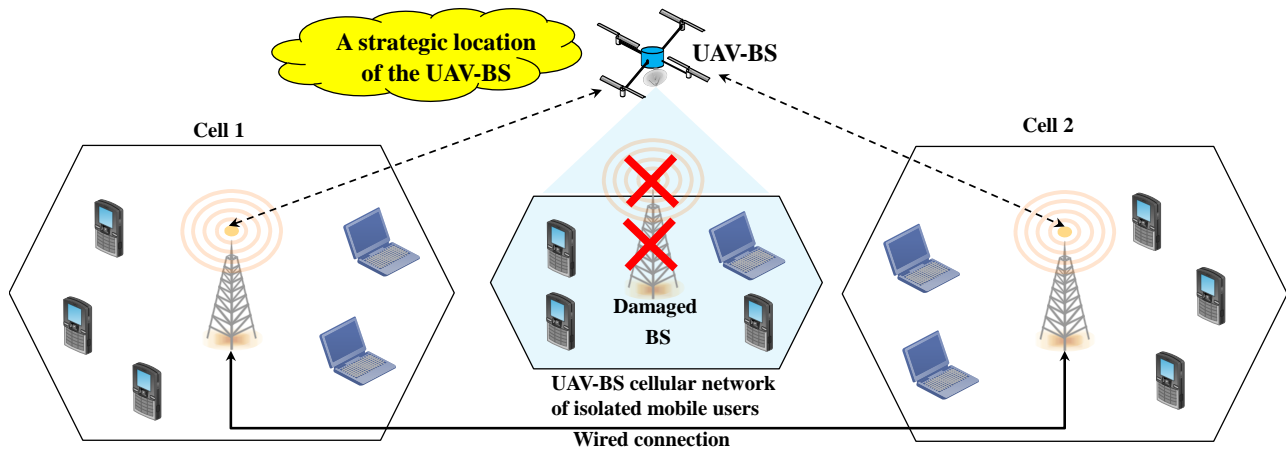 A strategic location
of the UAV-BS
UAV-BS
Cell 1
Cell 2
Damaged
BS
UAV-BS cellular network
of isolated mobile users
Wired connection